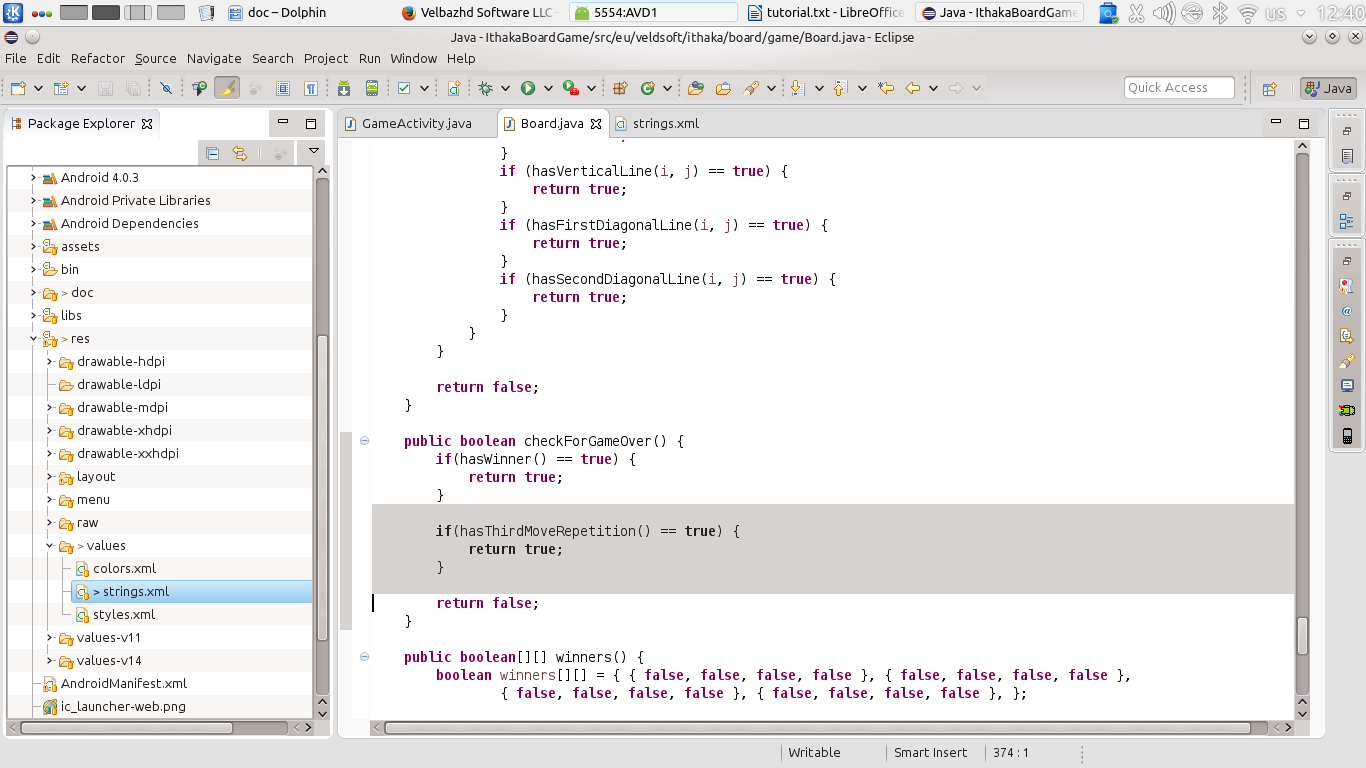 doc – Dolphin
Velbazhd Software LLC
5554:AVD1
tutorial.txt - LibreOffice
Java - IthakaBoardGame
us
12:40
Java - IthakaBoardGame/src/eu/veldsoft/ithaka/board/game/Board.java - Eclipse
File Edit Refactor Source Navigate Search Project Run Window Help
Quick Access
Java
Package Explorer
GameActivity.java
Board.java
strings.xml
Android 4.0.3
Android Private Libraries
Android Dependencies
assets
bin
> doc
libs
> res
drawable-hdpi
drawable-ldpi
drawable-mdpi
drawable-xhdpi
drawable-xxhdpi
layout
menu
raw
> values
colors.xml
> strings.xml
styles.xml
values-v11
values-v14
AndroidManifest.xml
ic_launcher-web.png
}
if (hasVerticalLine(i, j) == true) {
return true;
}
if (hasFirstDiagonalLine(i, j) == true) {
return true;
}
if (hasSecondDiagonalLine(i, j) == true) {
return true;
}
}
}
return false;
}
public boolean checkForGameOver() {
if(hasWinner() == true) {
return true;
}
if(hasThirdMoveRepetition() == true) {
return true;
}
return false;
}
public boolean[][] winners() {
boolean winners[][] = { { false, false, false, false }, { false, false, false, false },
{ false, false, false, false }, { false, false, false, false }, };
Writable
Smart Insert
374 : 1